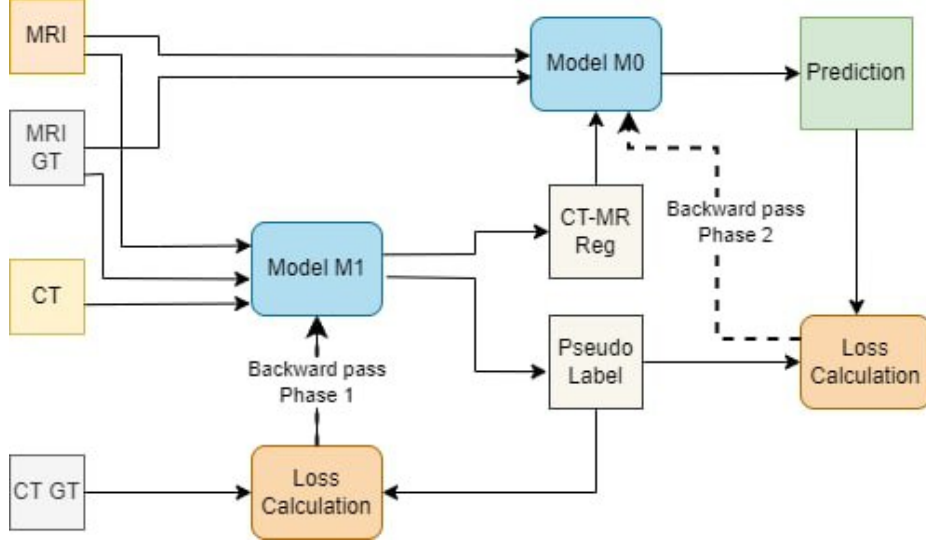 MRI
Model M0
Prediction
MRI
GT
CT-MR
Reg
Backward pass
Phase 2
Model M1
CT
Pseudo
Label
Loss
Calculation
Backward pass
Phase 1
CT GT
Loss
Calculation